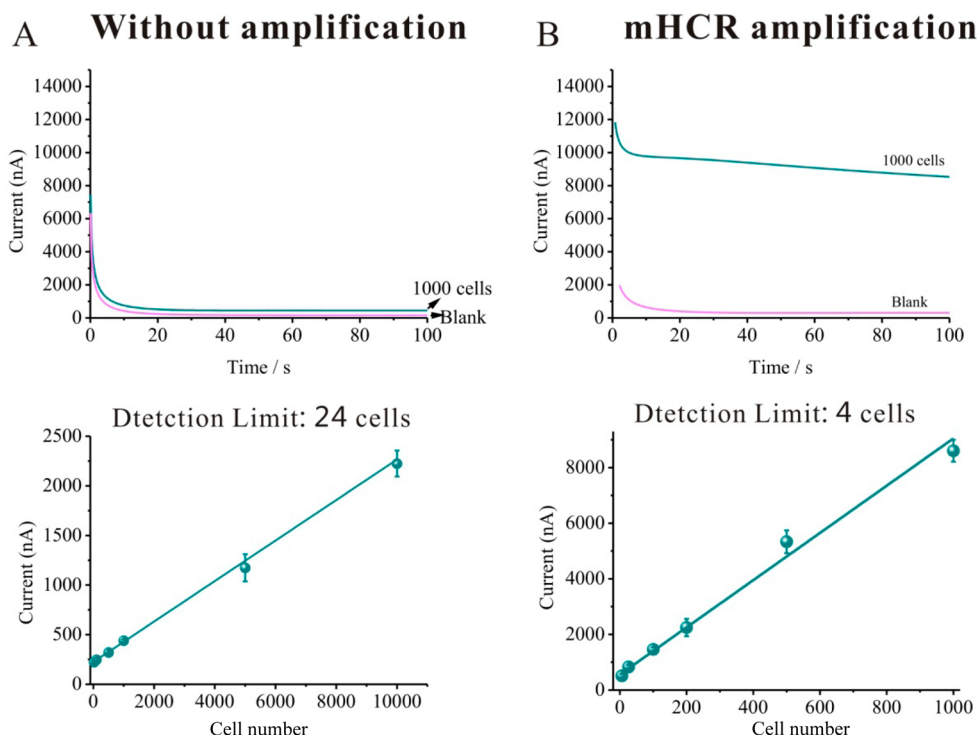 A Without amplification
14000
12000
10000
8000
6000
4000
2000
0
Current (nA)
1000 cells
Blank
0 20 40 60 80 100
Time / s
B mHCR amplification
14000
12000
10000
8000
6000
4000
2000
0
Current (nA)
1000 cells
Blank
0 20 40 60 80 100
Time / s
Dtetction Limit: 24 cells
2500
2000
1500
1000
500
0
Current (nA)
0 2000 4000 6000 8000 10000
Cell number
Dtetction Limit: 4 cells
8000
6000
4000
2000
0
Current (nA)
0 200 400 600 800 1000
Cell number